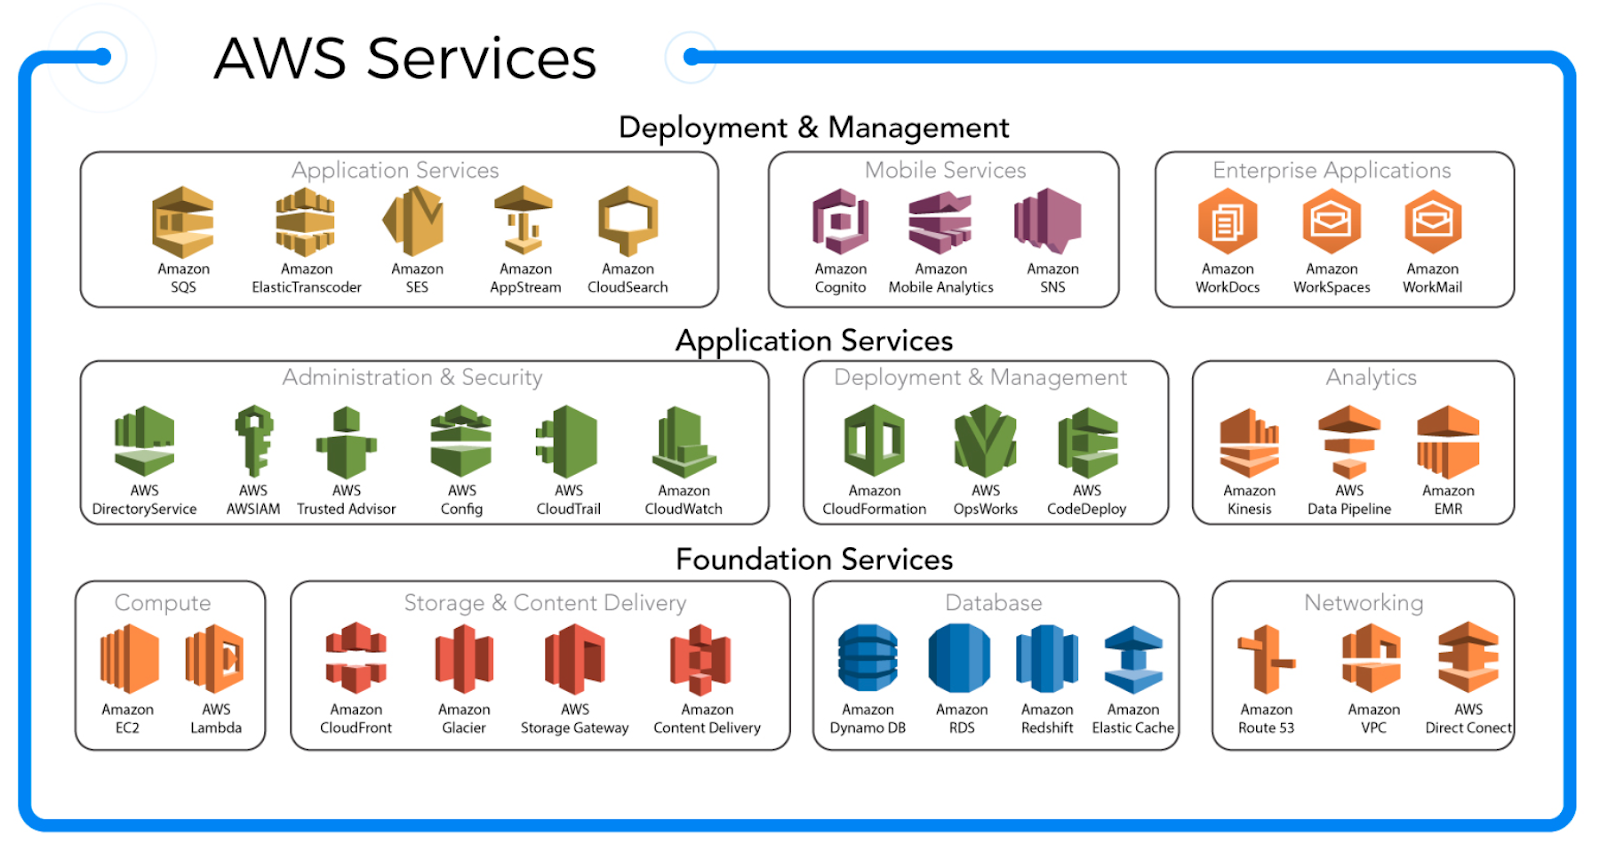 AWS Services
Deployment & Management
Application Services
Amazon
SQS
Amazon
ElasticTranscoder
Amazon
SES
Amazon
AppStream
Amazon
CloudSearch
Mobile Services
Amazon
Cognito
Amazon
Mobile Analytics
Amazon
SNS
Enterprise Applications
Amazon
WorkDocs
Amazon
WorkSpaces
Amazon
WorkMail
Application Services
Administration & Security
AWS
DirectoryService
AWS
AWSIAM
AWS
Trusted Advisor
AWS
Config
AWS
CloudTrail
Amazon
CloudWatch
Deployment & Management
Amazon
CloudFormation
AWS
OpsWorks
AWS
CodeDeploy
Analytics
Amazon
Kinesis
AWS
Data Pipeline
Amazon
EMR
Foundation Services
Compute
Amazon
EC2
AWS
Lambda
Storage & Content Delivery
Amazon
CloudFront
Amazon
Glacier
AWS
Storage Gateway
Amazon
Content Delivery
Database
Amazon
Dynamo DB
Amazon
RDS
Amazon
Redshift
Amazon
Elastic Cache
Networking
Amazon
Route 53
Amazon
VPC
AWS
Direct Conect